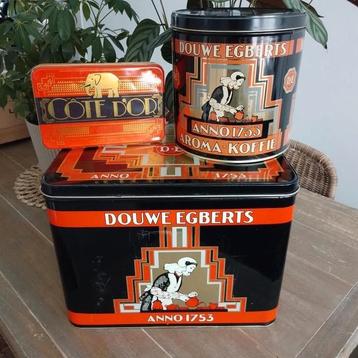 CÔTE D'OR
DOUWE EGBERTS
ANNO 1753
AROMA KOFFIE
D.E
ANNO 1753
DOUWE EGBERTS
ANNO 1753